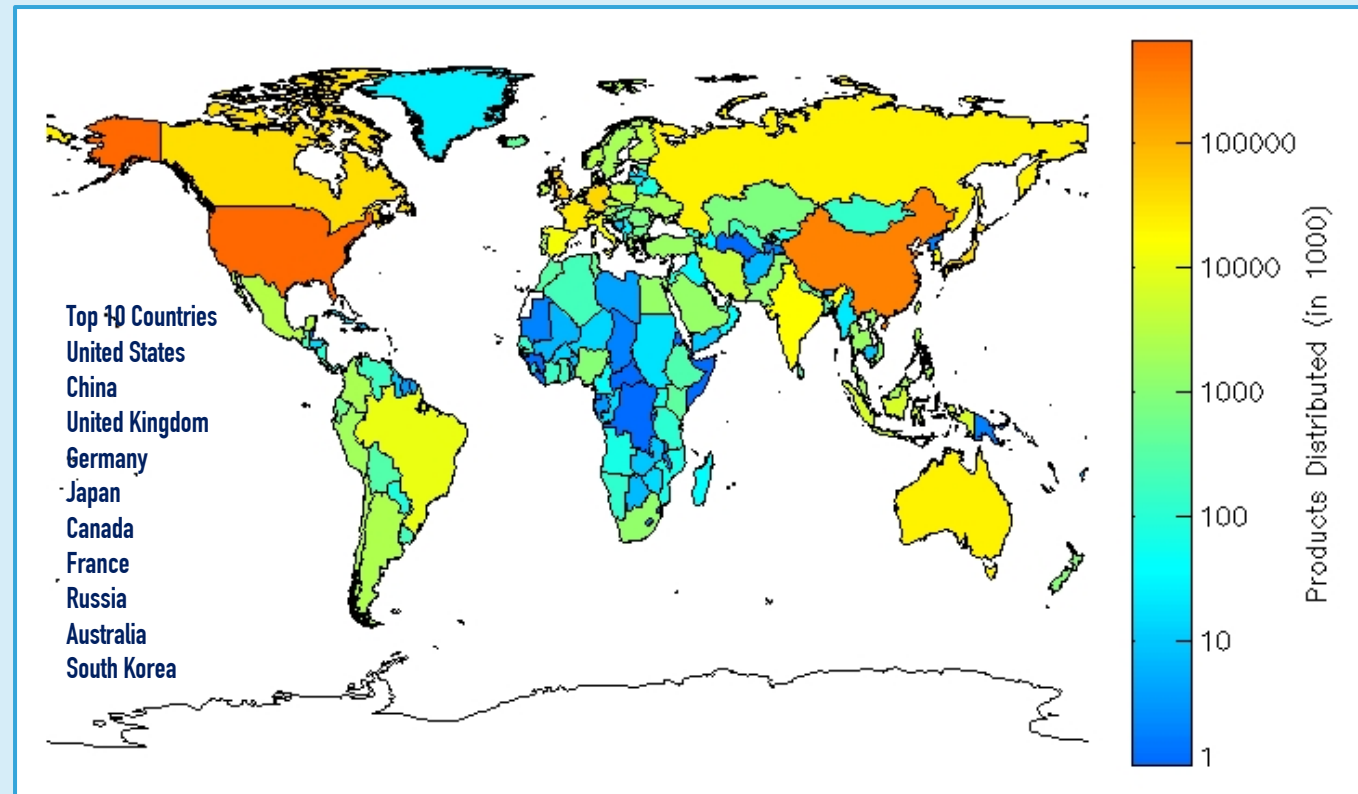 Top 10 Countries
United States
China
United Kingdom
Germany
Japan
Canada
France
Russia
Australia
South Korea
100000
10000
1000
100
10
1
Products Distributed (in 1000)